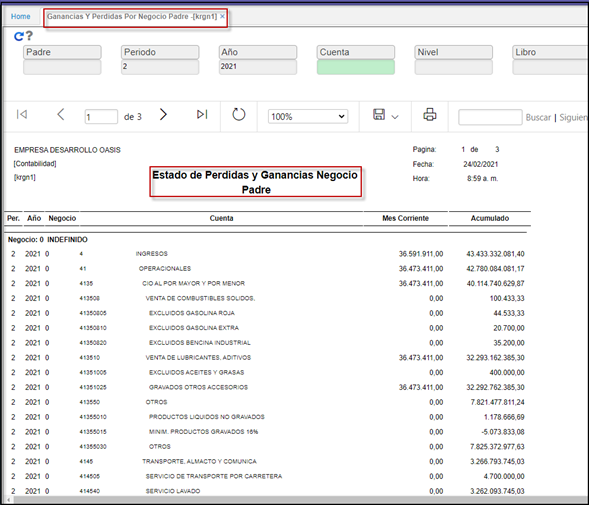 Home Ganancias Y Perdidas Por Negocio Padre -[krgn1] ×
Padre Periodo Año Cuenta Nivel Libro
2 2021
1 de 3 100% Buscar | Siguien
EMPRESA DESARROLLO OASIS Pagina: 1 de 3
[Contabilidad] Fecha: 24/02/2021
[krgn1] Hora: 8:59 a. m.
Estado de Perdidas y Ganancias Negocio
Padre
Per. Año Negocio Cuenta Mes Corriente Acumulado
Negocio: 0 INDEFINIDO
2 2021 0 4 INGRESOS 36.591.911,00 43.433.332.081,40
2 2021 0 41 OPERACIONALES 36.473.411,00 42.780.084.081,17
2 2021 0 4135 CIO AL POR MAYOR Y POR MENOR 36.473.411,00 40.114.740.629,87
2 2021 0 413508 VENTA DE COMBUSTIBLES SOLIDOS, 0,00 100.433,33
2 2021 0 41350805 EXCLUIDOS GASOLINA ROJA 0,00 44.533,33
2 2021 0 41350810 EXCLUIDOS GASOLINA EXTRA 0,00 20.700,00
2 2021 0 41350820 EXCLUIDOS BENCINA INDUSTRIAL 0,00 35.200,00
2 2021 0 413510 VENTA DE LUBRICANTES, ADITIVOS 36.473.411,00 32.293.162.385,30
2 2021 0 41351005 EXCLUIDOS ACEITES Y GRASAS 0,00 400.000,00
2 2021 0 41351025 GRAVADOS OTROS ACCESORIOS 36.473.411,00 32.292.762.385,30
2 2021 0 413550 OTROS 0,00 7.821.477.811,24
2 2021 0 41355010 PRODUCTOS LIQUIDOS NO GRAVADOS 0,00 1.178.666,69
2 2021 0 41355015 MINIM. PRODUCTOS GRAVADOS 16% 0,00 -5.073.833,08
2 2021 0 41355030 OTROS 0,00 7.825.372.977,63
2 2021 0 4145 TRANSPORTE, ALMACTO Y COMUNICA 0,00 3.266.793.745,03
2 2021 0 414505 SERVICIO DE TRANSPORTE POR CARRETERA 0,00 4.700.000,00
2 2021 0 414540 SERVICIO LAVADO 0,00 3.262.093.745,03